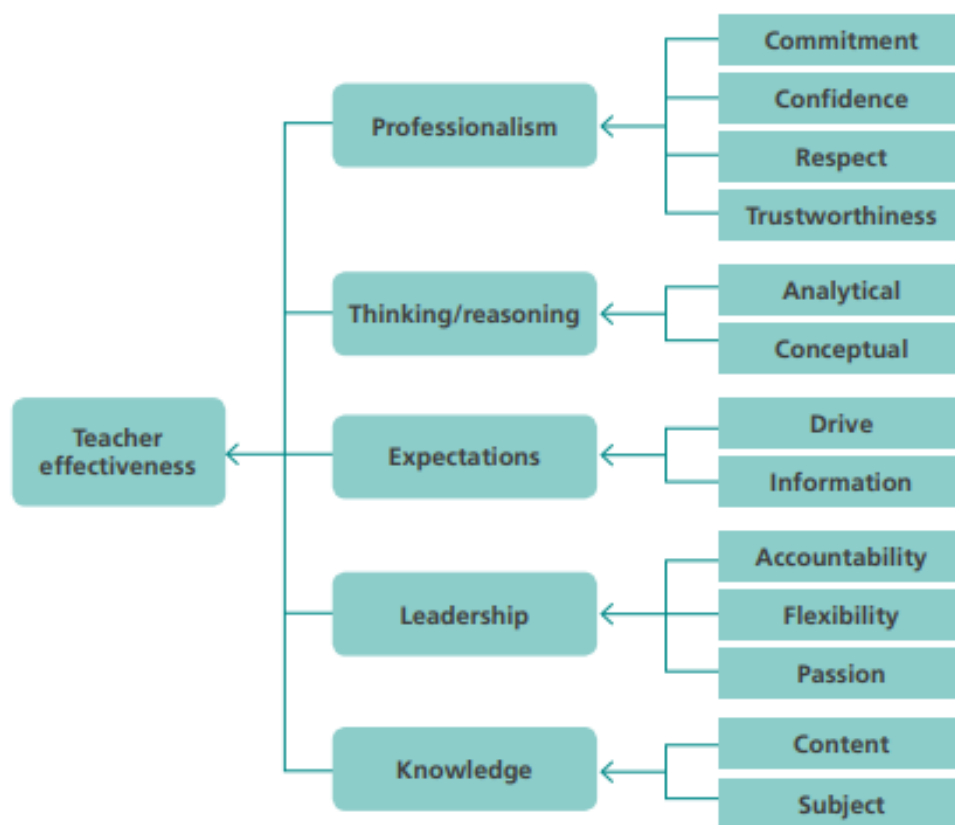 Commitment
Confidence
Professionalism
Respect
Trustworthiness
Analytical
Thinking/reasoning
Conceptual
Teacher
effectiveness
Drive
Expectations
Information
Accountability
Leadership
Flexibility
Passion
Content
Knowledge
Subject